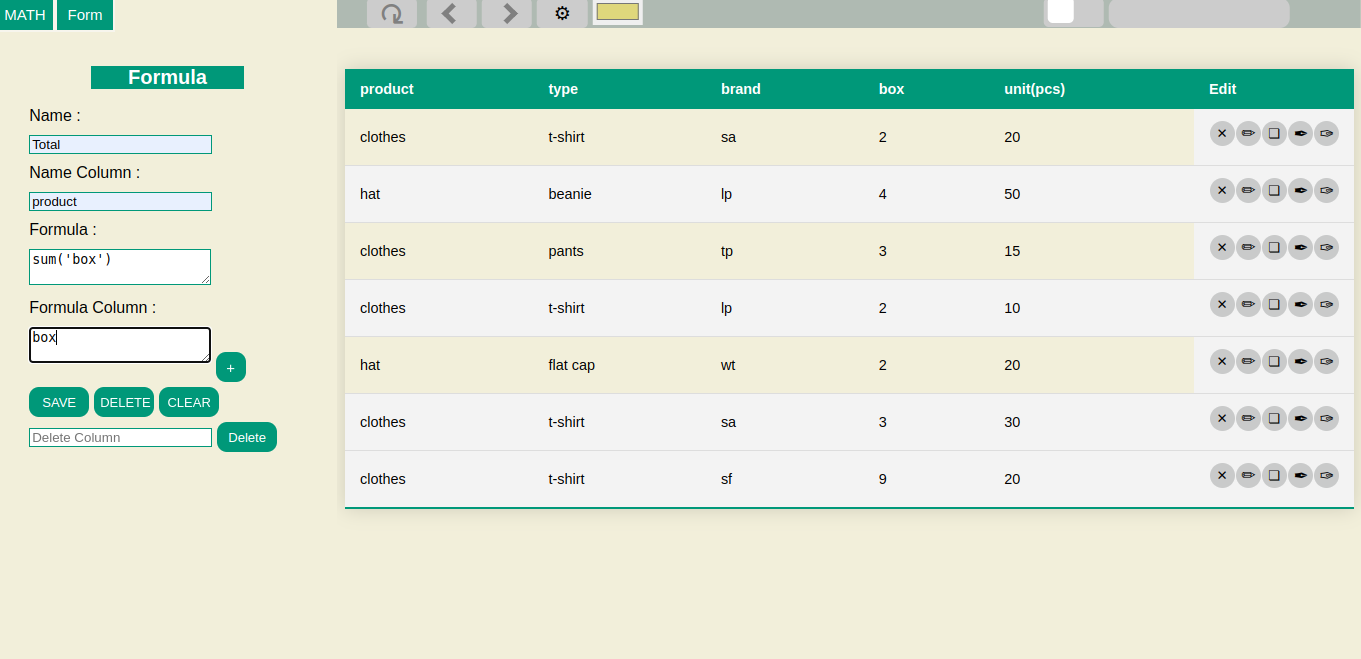 MATH Form
Formula
Name :
Total
Name Column :
product
Formula :
sum('box')
Formula Column :
box
+
SAVE DELETE CLEAR
Delete Column Delete
product type brand box unit(pcs) Edit
clothes t-shirt sa 2 20
hat beanie lp 4 50
clothes pants tp 3 15
clothes t-shirt lp 2 10
hat flat cap wt 2 20
clothes t-shirt sa 3 30
clothes t-shirt sf 9 20